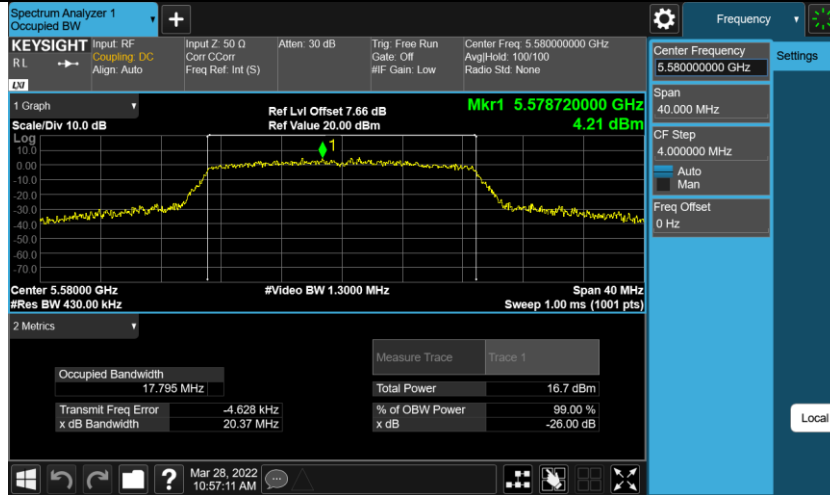 Spectrum Analyzer 1
Occupied BW
Frequency
KEYSIGHT
RL
LXI
Input: RF
Coupling: DC
Align: Auto
Input Z: 50 Ω
Corr CCorr
Freq Ref: Int (S)
Atten: 30 dB
Trig: Free Run
Gate: Off
#IF Gain: Low
Center Freq: 5.580000000 GHz
Avg|Hold: 100/100
Radio Std: None
Center Frequency
5.580000000 GHz
Settings
Span
40.000 MHz
CF Step
4.000000 MHz
Auto
Man
Freq Offset
0 Hz
Local
1 Graph
Scale/Div 10.0 dB
Ref Lvl Offset 7.66 dB
Ref Value 20.00 dBm
Mkr1 5.578720000 GHz
4.21 dBm
Log
10.0
0.00
-10.0
-20.0
-30.0
-40.0
-50.0
-60.0
-70.0
1
Center 5.58000 GHz
#Res BW 430.00 kHz
#Video BW 1.3000 MHz
Span 40 MHz
Sweep 1.00 ms (1001 pts)
2 Metrics
Measure Trace
Trace 1
Occupied Bandwidth
17.795 MHz
Total Power
16.7 dBm
Transmit Freq Error
-4.628 kHz
% of OBW Power
99.00 %
x dB Bandwidth
20.37 MHz
x dB
-26.00 dB
?
Mar 28, 2022
10:57:11 AM